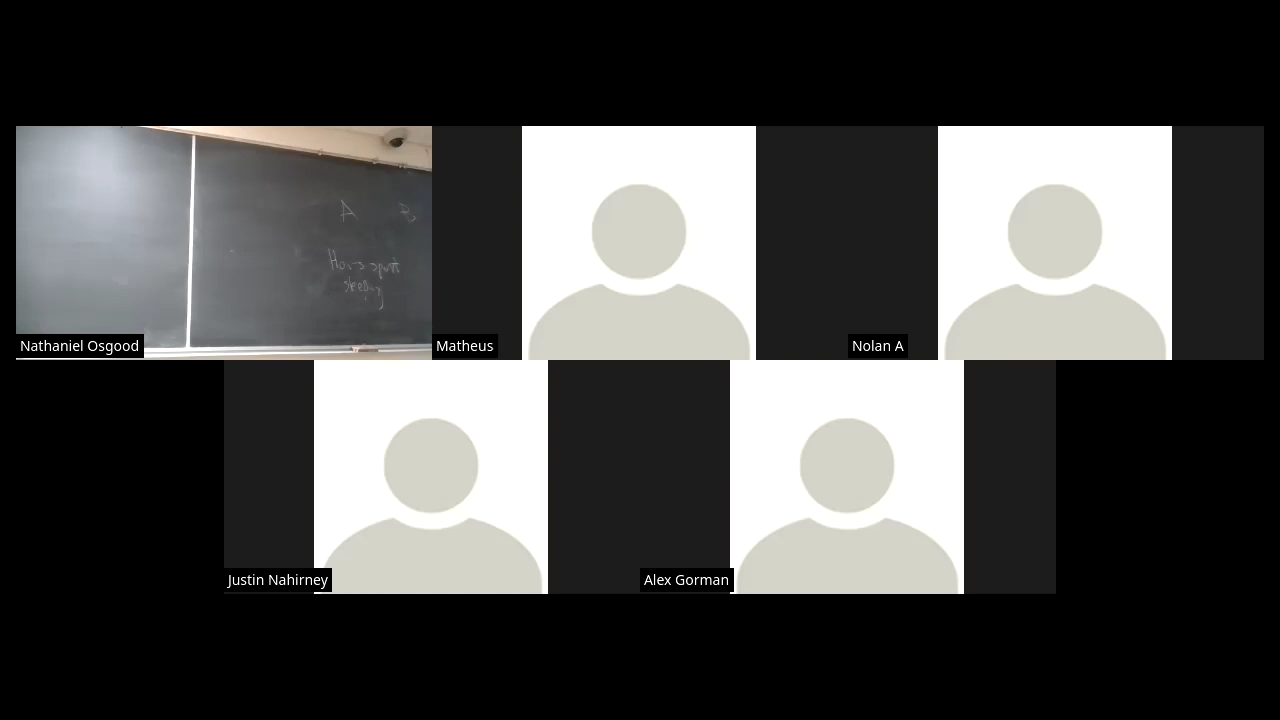 A B
Hours spent
sleeping
Nathaniel Osgood
Matheus
Nolan A
Justin Nahirney
Alex Gorman